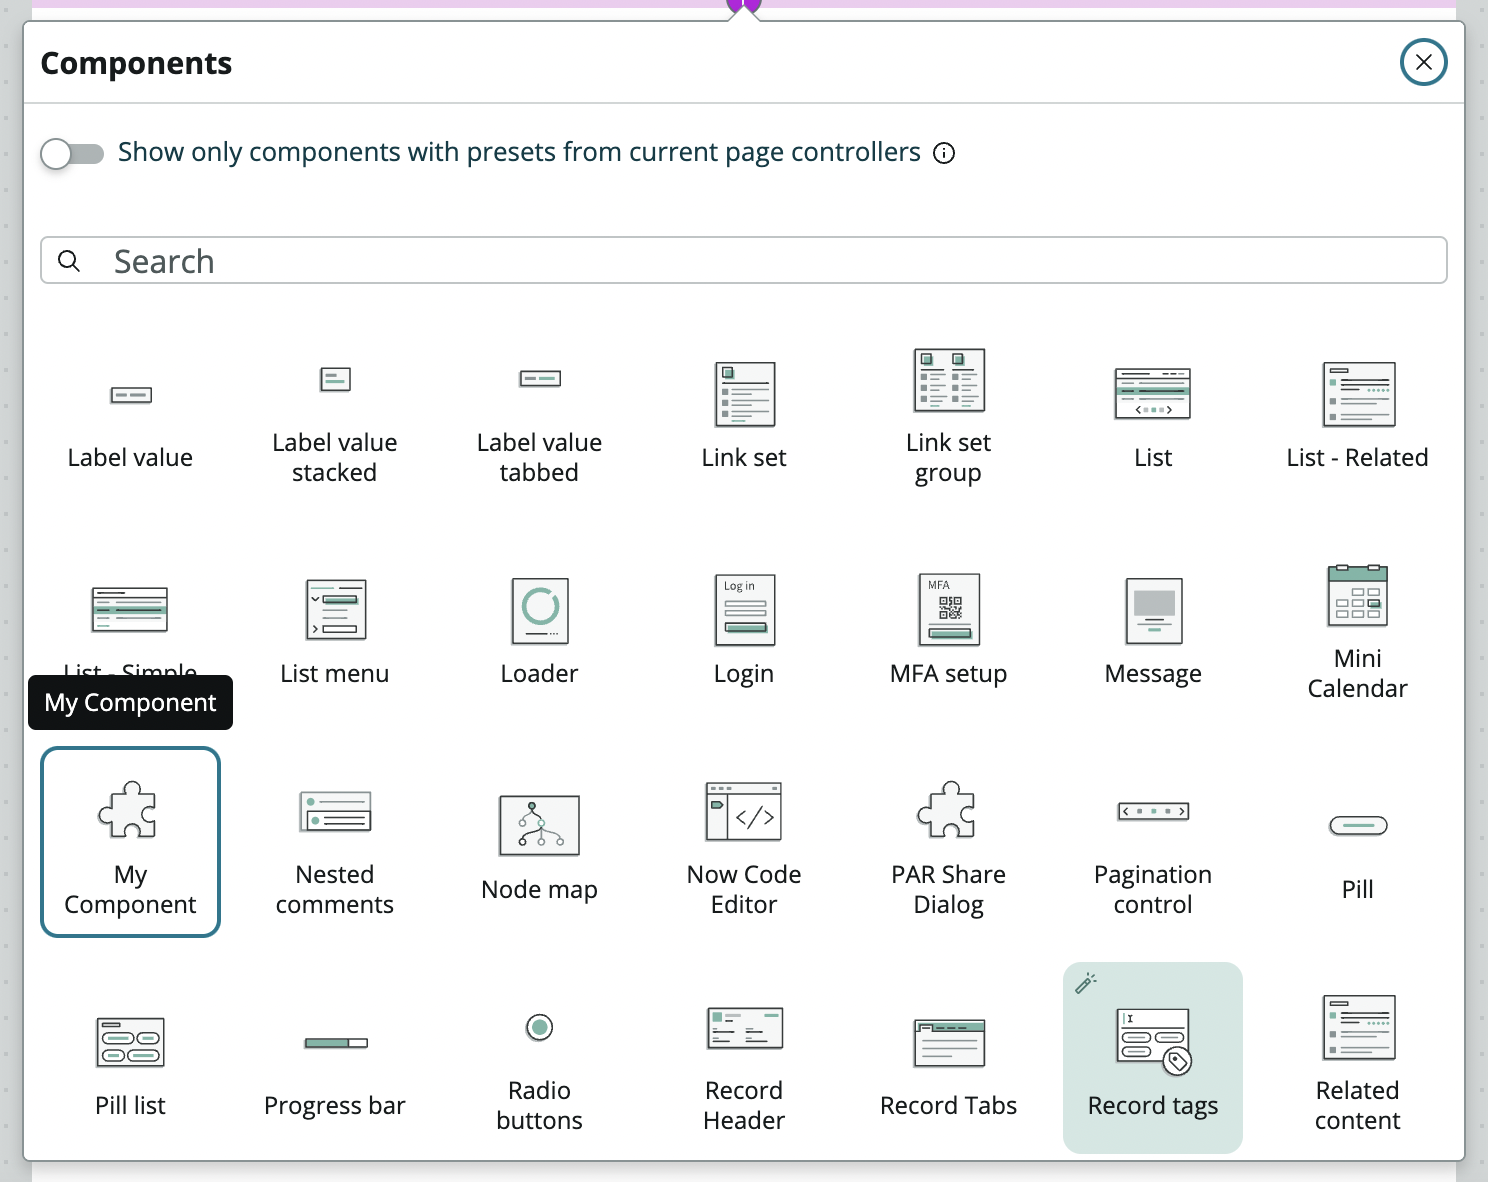 Components
Show only components with presets from current page controllers
Search
Label value
Label value
stacked
Label value
tabbed
Link set
Link set
group
List
List - Related
List - Simple
List menu
Loader
Log in
Login
MFA
MFA setup
Message
Mini
Calendar
My Component
My
Component
Nested
comments
Node map
</>
Now Code
Editor
PAR Share
Dialog
Pagination
control
Pill
Pill list
Progress bar
Radio
buttons
Record
Header
Record Tabs
Record tags
Related
content